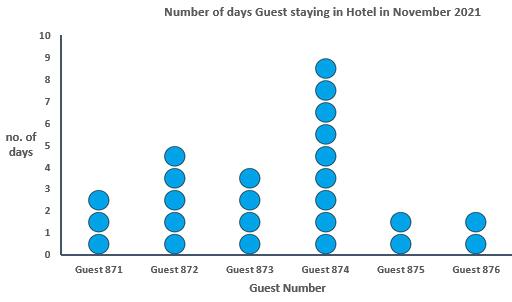 Number of days Guest staying in Hotel in November 2021
10
9
8
7
6
5
4
3
2
1
0
no. of
days
Guest 871 Guest 872 Guest 873 Guest 874 Guest 875 Guest 876
Guest Number